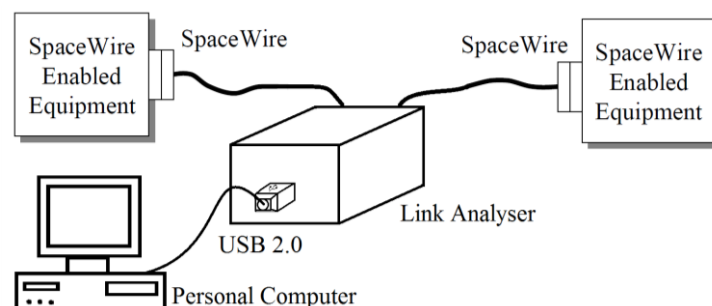 SpaceWire
Enabled
Equipment
SpaceWire
SpaceWire
SpaceWire
Enabled
Equipment
Link Analyser
USB 2.0
Personal Computer